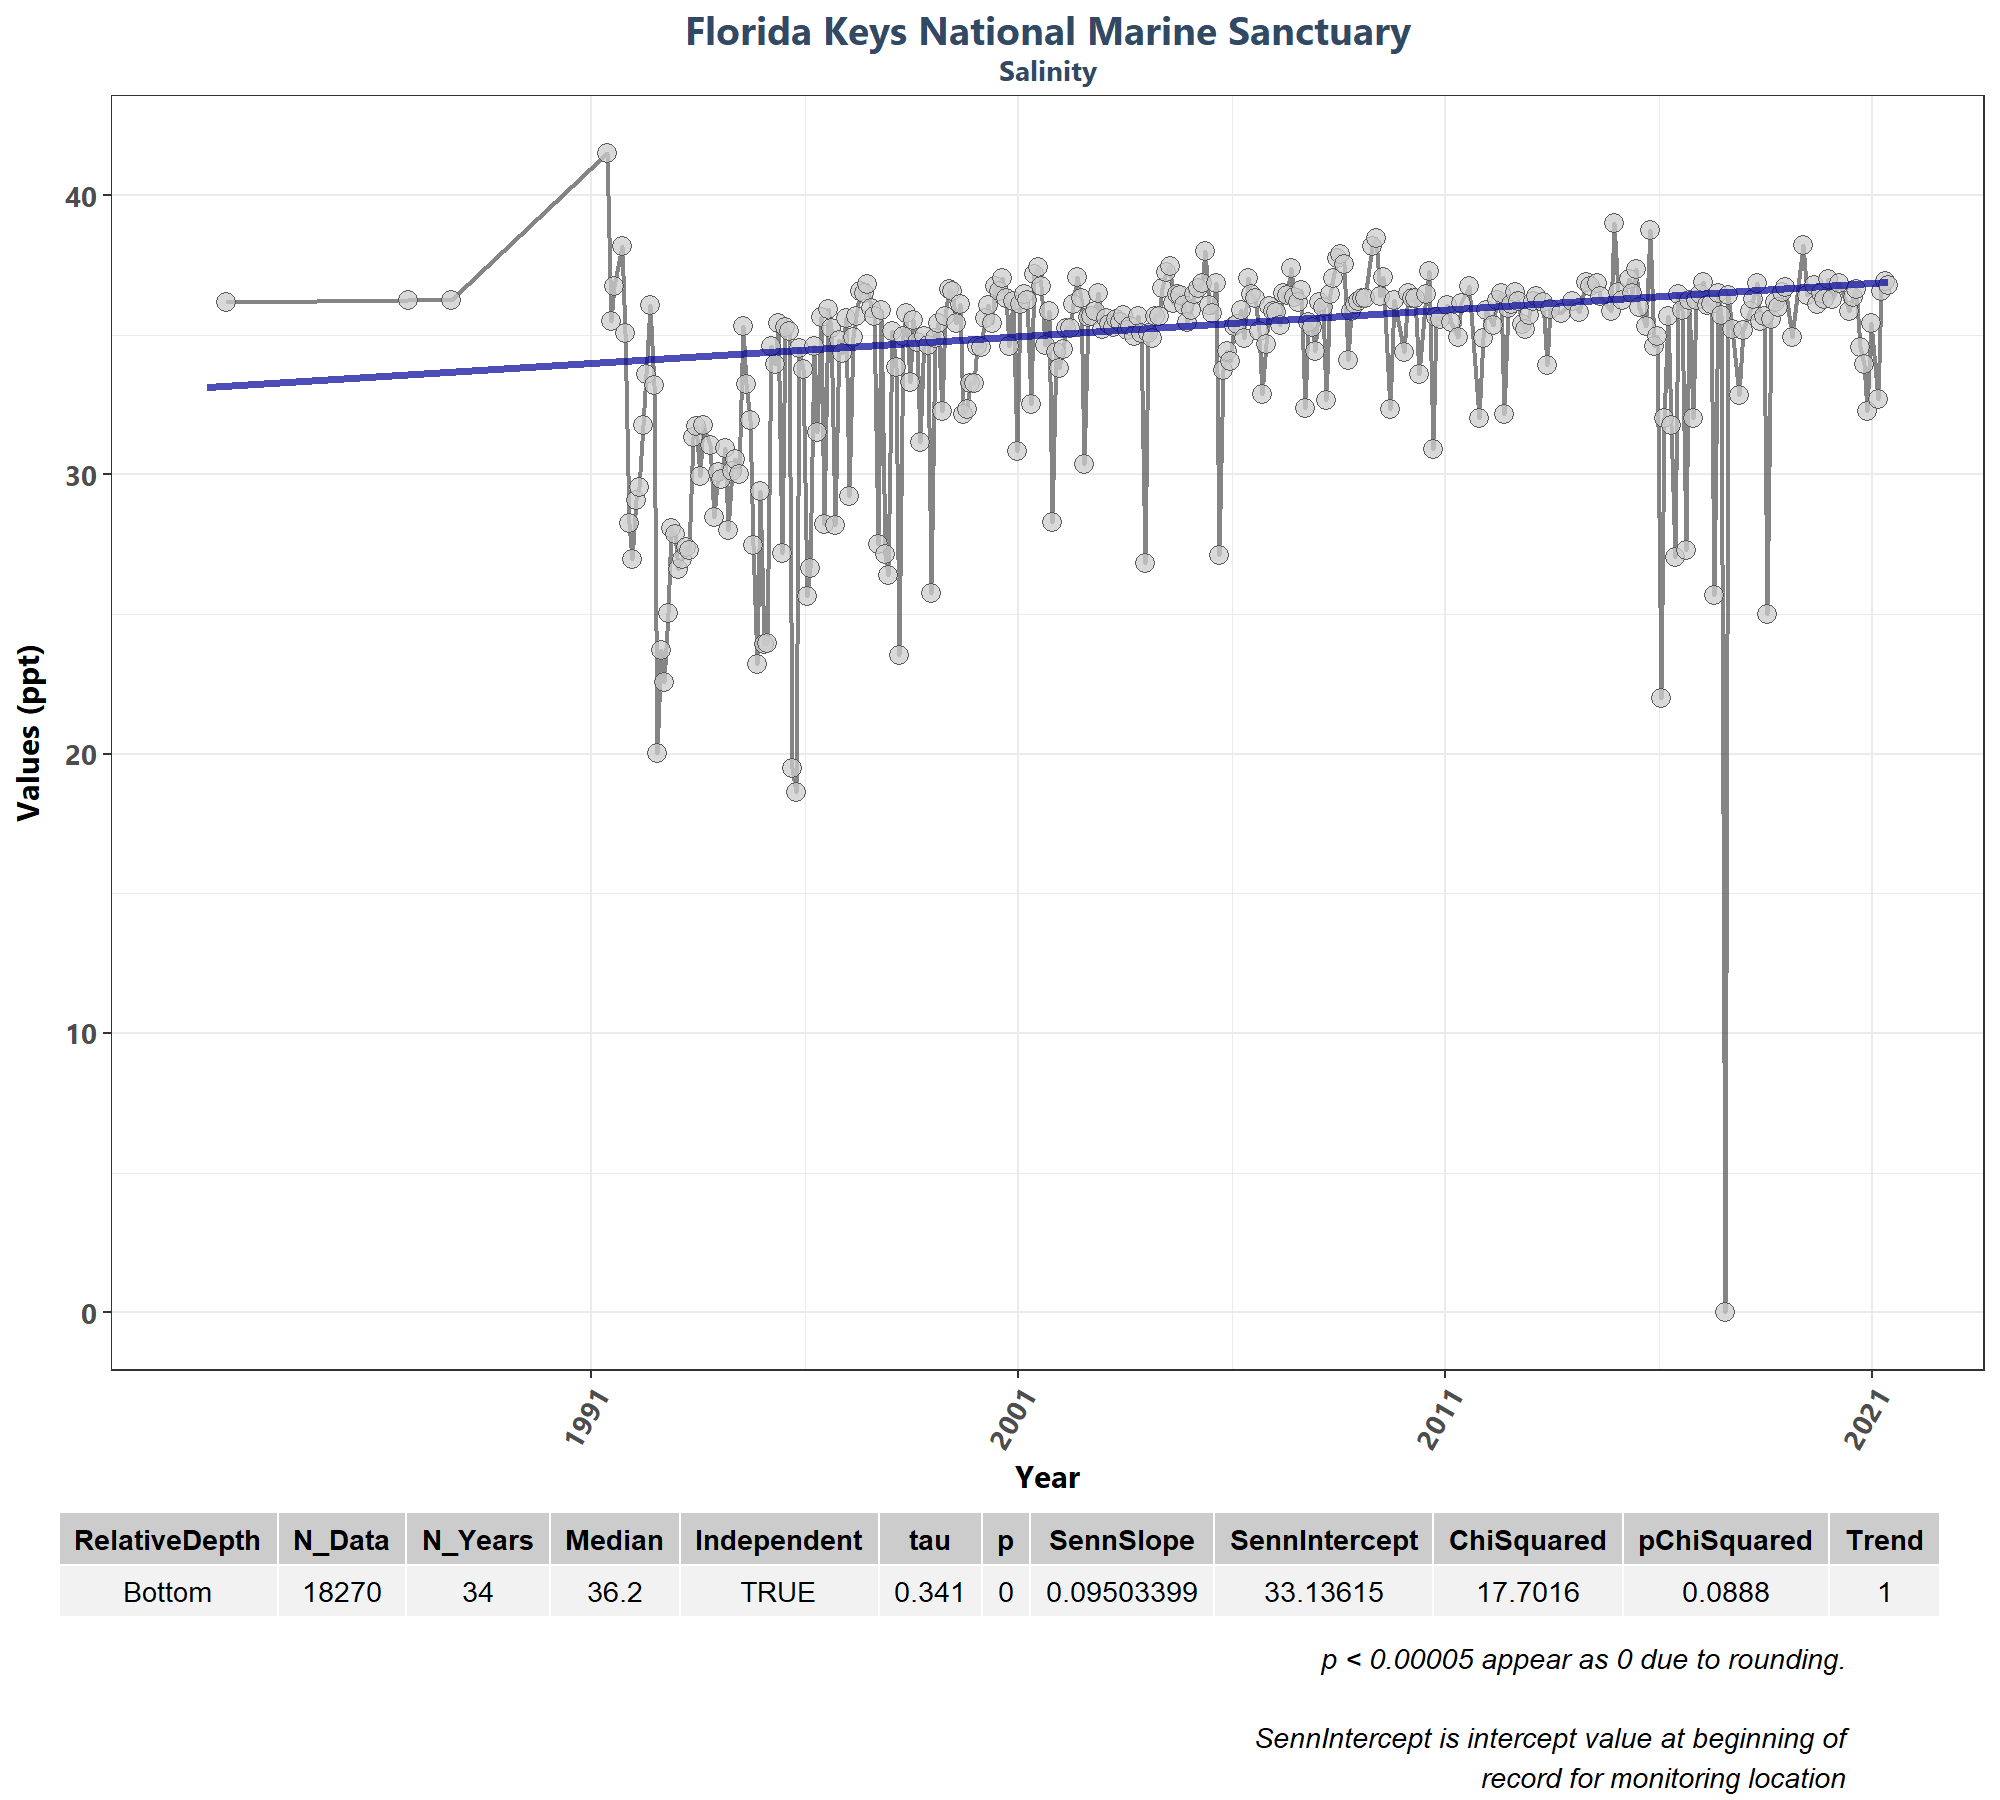 Florida Keys National Marine Sanctuary
Salinity
Values (ppt)
40
30
20
10
0
1991 2001 2011 2021
Year
RelativeDepth N_Data N_Years Median Independent tau p SennSlope SennIntercept ChiSquared pChiSquared Trend
Bottom 18270 34 36.2 TRUE 0.341 0 0.09503399 33.13615 17.7016 0.0888 1
p < 0.00005 appear as 0 due to rounding.
SennIntercept is intercept value at beginning of
record for monitoring location